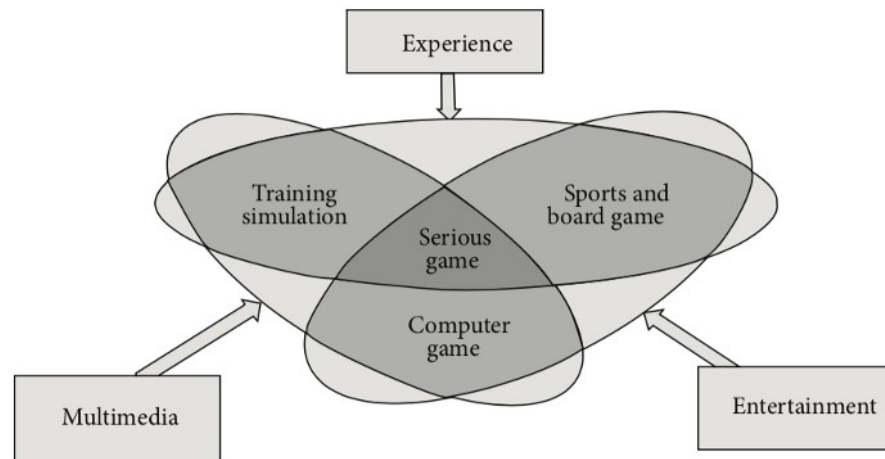 Experience
Training
simulation
Sports and
board game
Serious
game
Computer
game
Multimedia
Entertainment